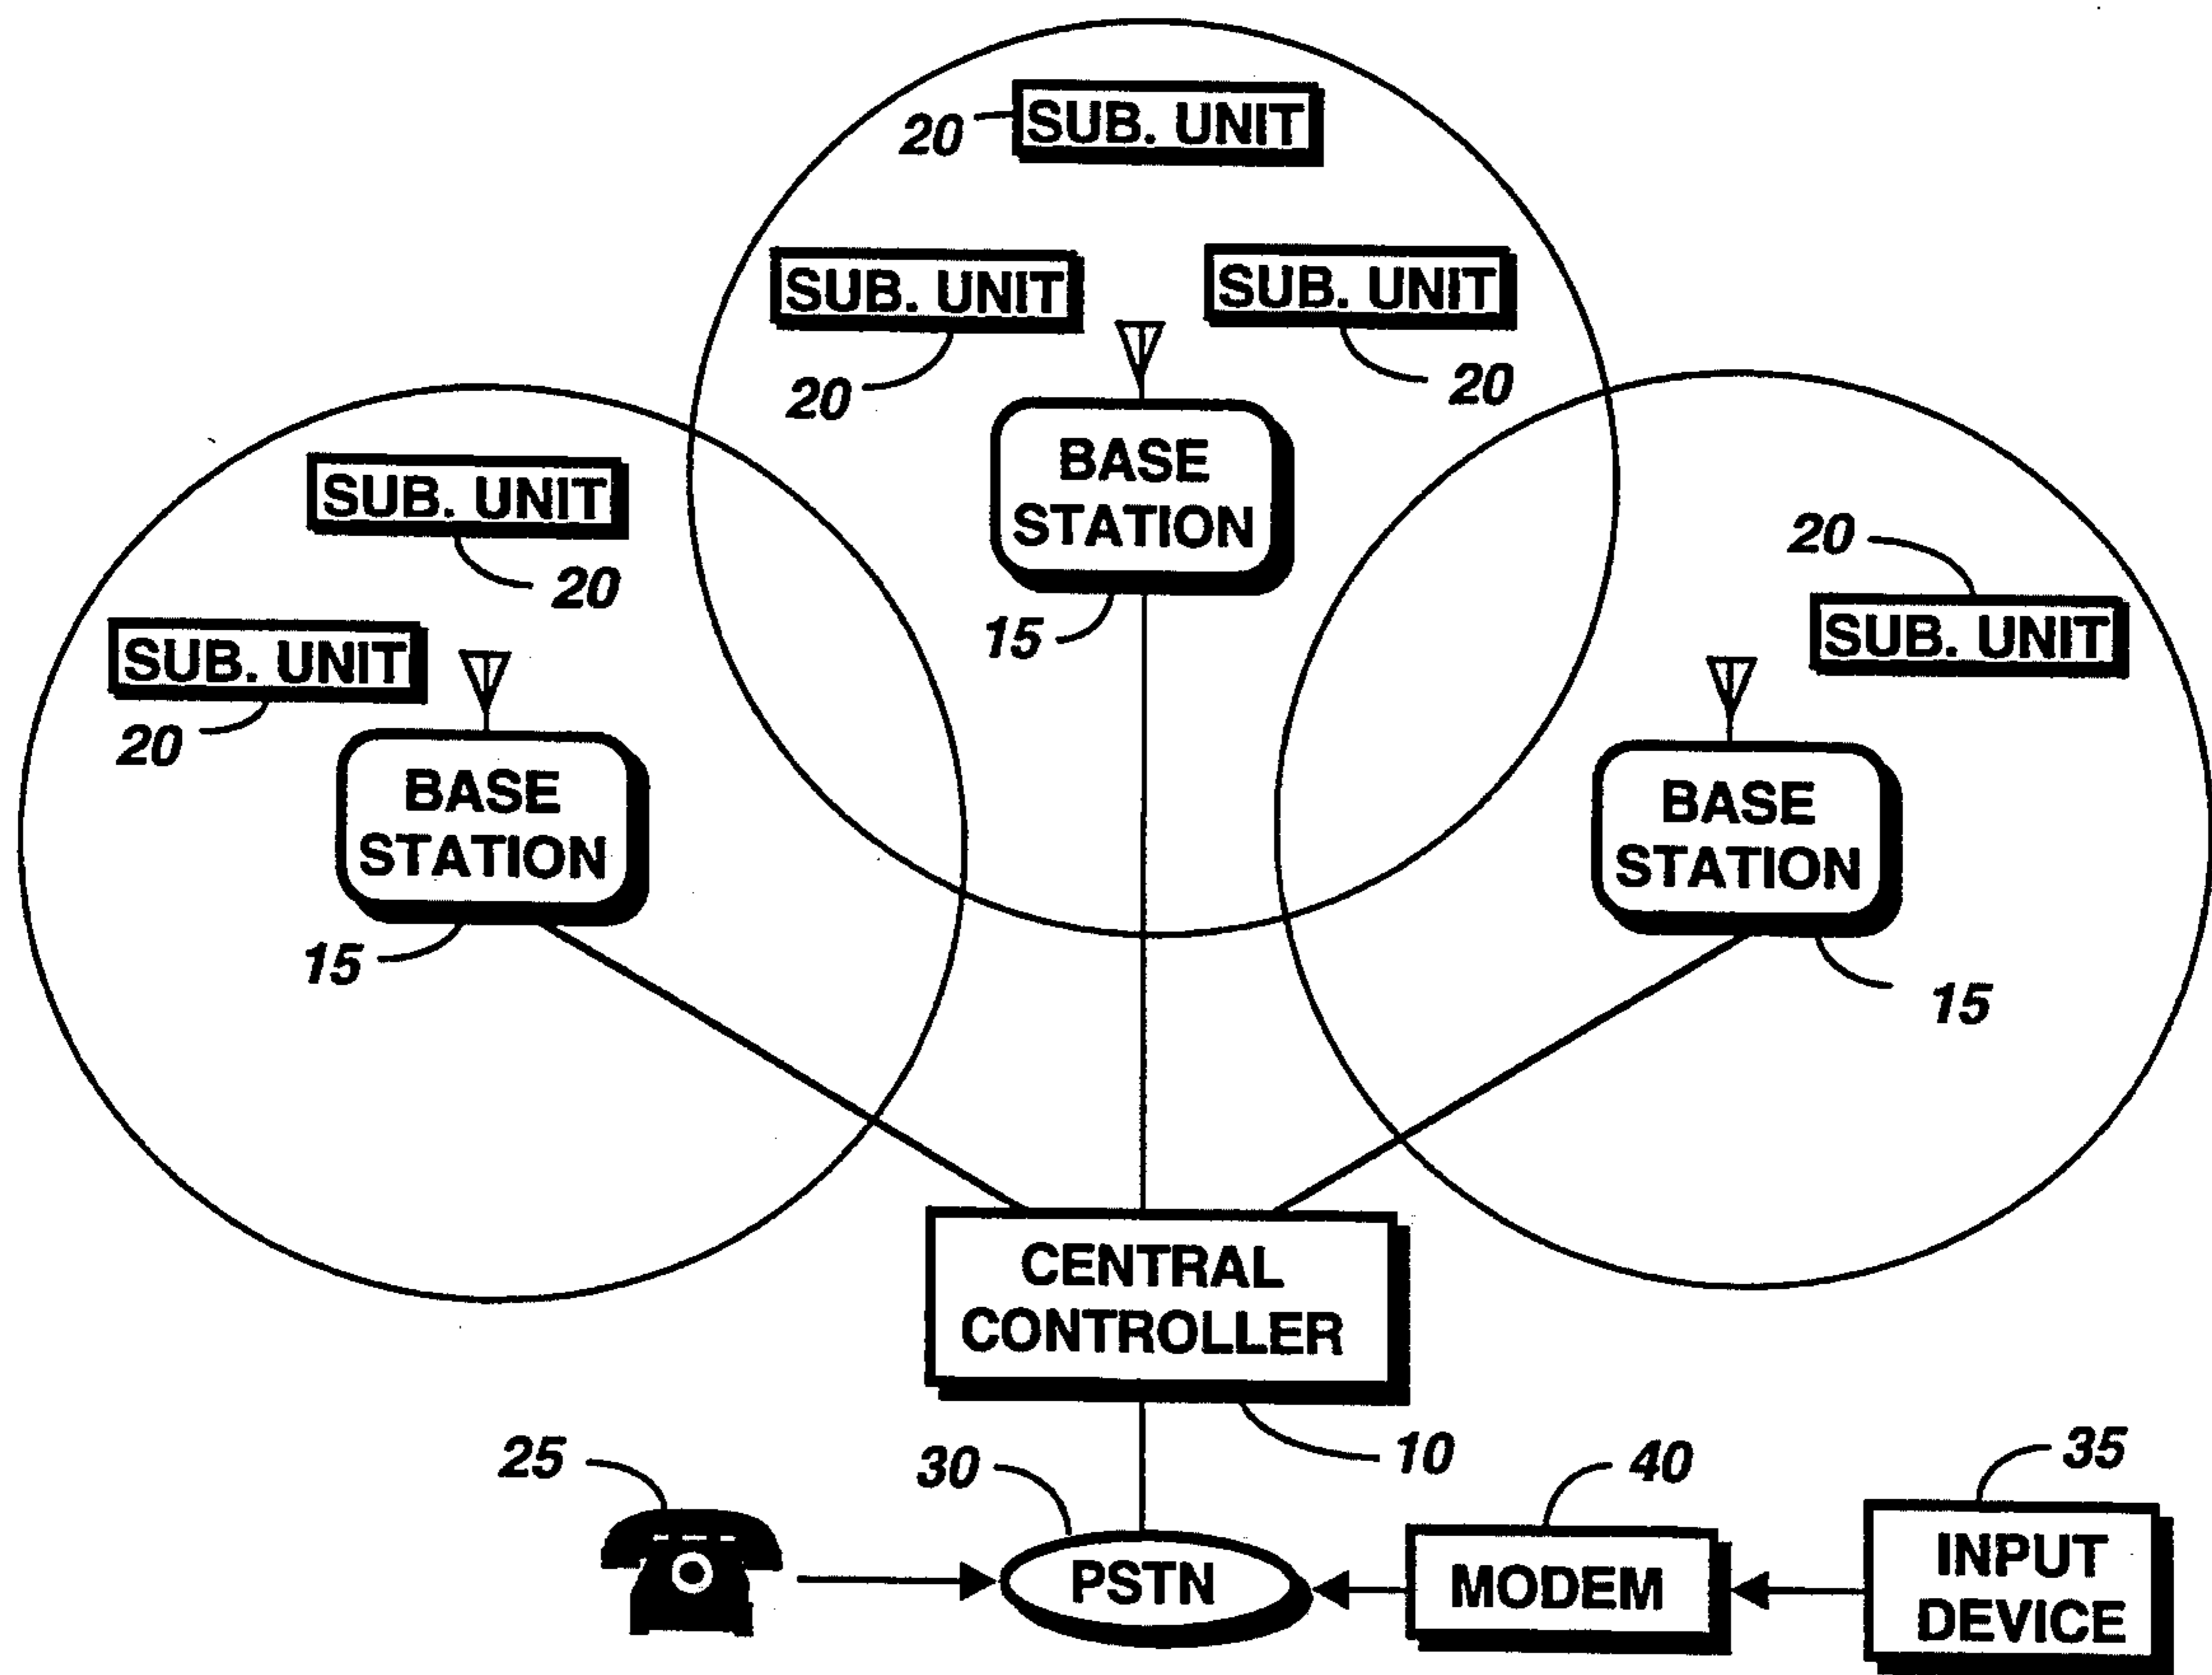 20 SUB. UNIT
SUB. UNIT
SUB. UNIT
20
20
BASE
STATION
15
SUB. UNIT
20
SUB. UNIT
20
BASE
STATION
15
20
SUB. UNIT
BASE
STATION
15
CENTRAL
CONTROLLER
10
25
30
40
35
PSTN
MODEM
INPUT
DEVICE